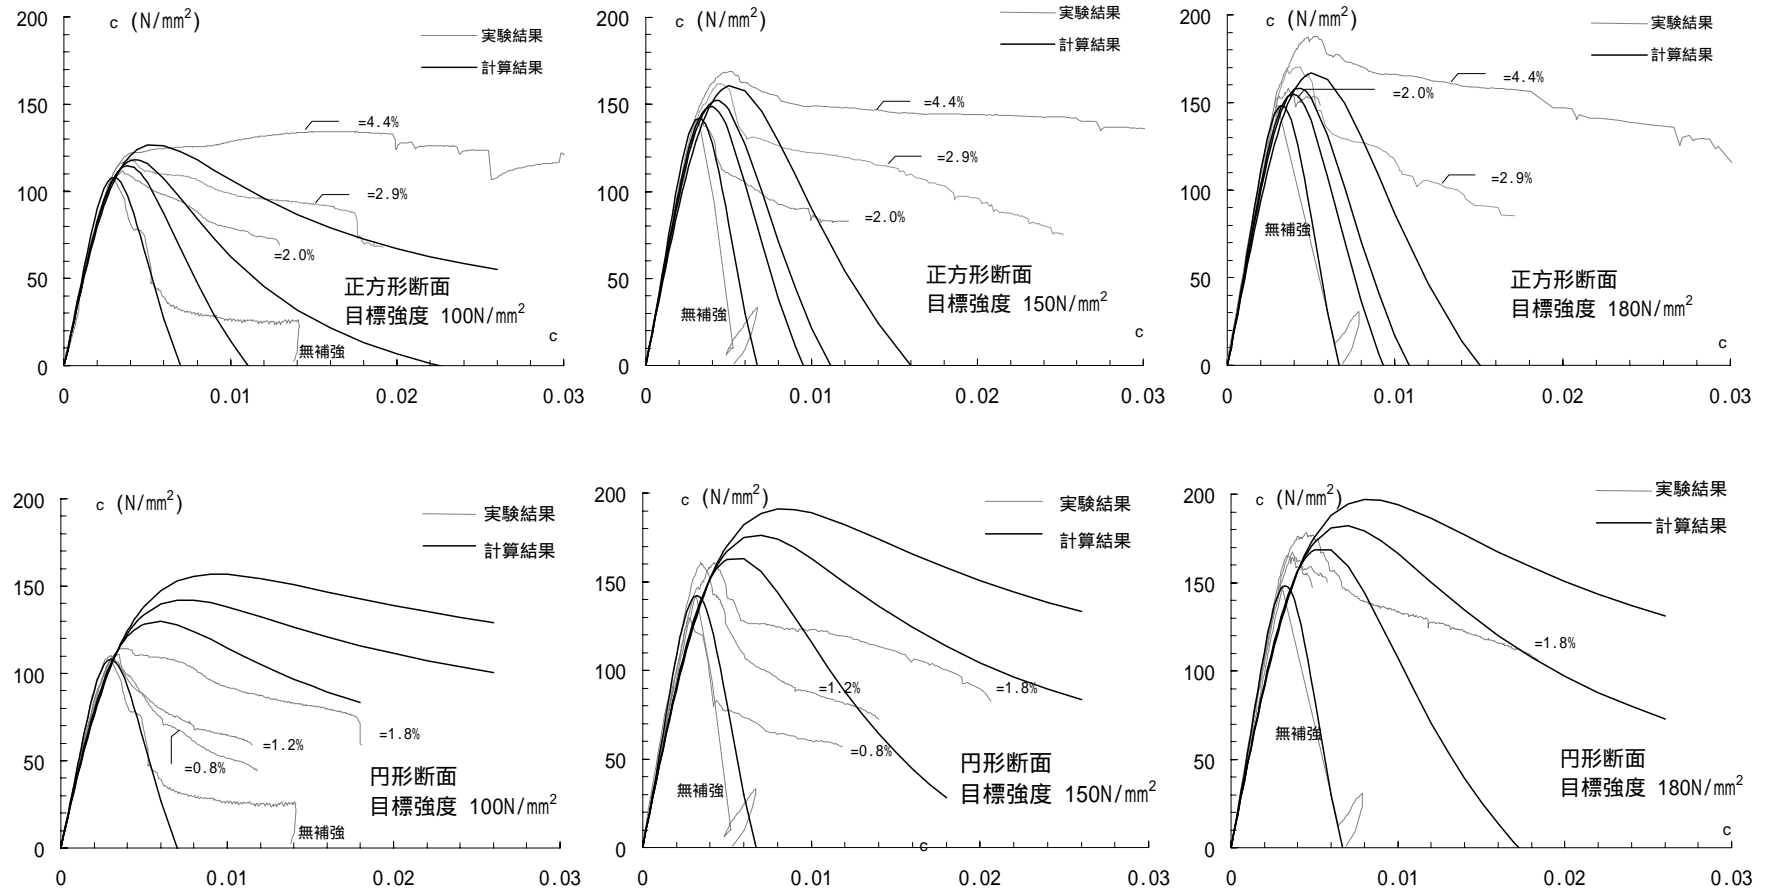 c (N/mm²)
実験結果
計算結果
200
150
100
50
0
=4.4%
=2.9%
=2.0%
正方形断面
目標強度 100N/mm²
無補強
c
0
0.01
0.02
0.03
c (N/mm²)
実験結果
計算結果
200
150
100
50
0
=4.4%
=2.9%
=2.0%
正方形断面
目標強度 150N/mm²
無補強
c
0
0.01
0.02
0.03
c (N/mm²)
実験結果
計算結果
200
150
100
50
0
=4.4%
=2.0%
=2.9%
無補強
正方形断面
目標強度 180N/mm²
c
0
0.01
0.02
0.03
c (N/mm²)
実験結果
計算結果
200
150
100
50
0
=1.8%
=1.2%
=0.8%
円形断面
目標強度 100N/mm²
無補強
0
0.01
0.02
0.03
c (N/mm²)
実験結果
計算結果
200
150
100
50
0
=1.2%
=1.8%
=0.8%
円形断面
目標強度 150N/mm²
無補強
c
0
0.01
0.02
0.03
c (N/mm²)
実験結果
計算結果
200
150
100
50
0
=1.8%
無補強
円形断面
目標強度 180N/mm²
c
0
0.01
0.02
0.03